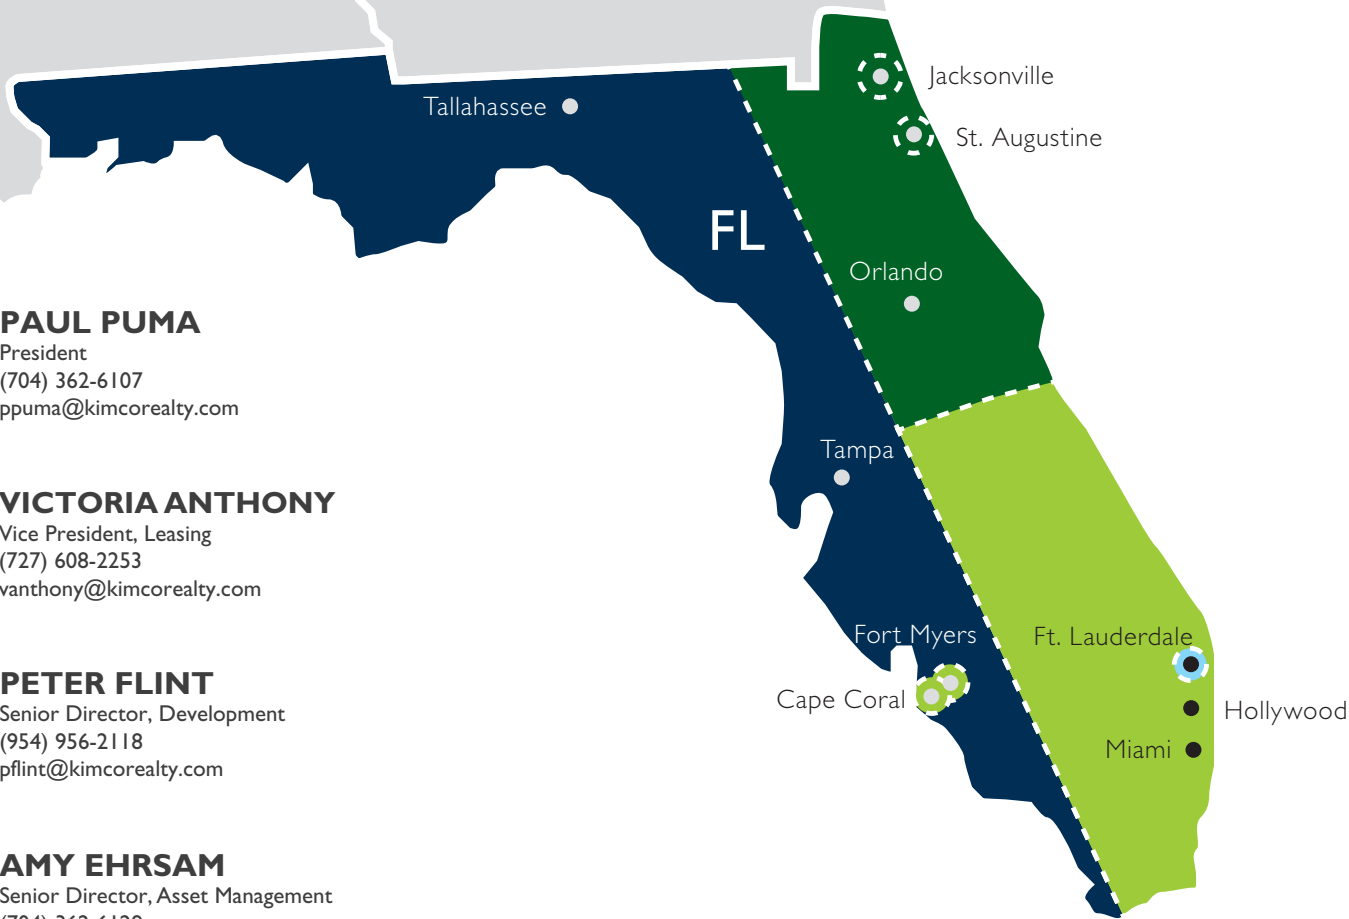 Jacksonville
Tallahassee
St. Augustine
FL
Orlando
PAUL PUMA
President
(704) 362-6107
ppuma@kimcorealty.com
Tampa
VICTORIA ANTHONY
Vice President, Leasing
(727) 608-2253
vanthony@kimcorealty.com
Fort Myers
Ft. Lauderdale
PETER FLINT
Senior Director, Development
(954) 956-2118
pflint@kimcorealty.com
Cape Coral
Hollywood
Miami
AMY EHRSAM
Senior Director, Asset Management